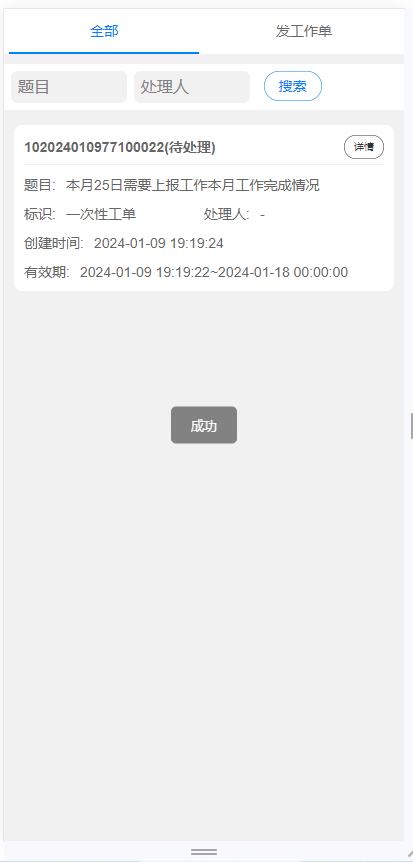 全部 发工作单
题目 处理人 搜索
102024010977100022(待处理) 详情
题目: 本月25日需要上报工作本月工作完成情况
标识: 一次性工单 处理人: -
创建时间: 2024-01-09 19:19:24
有效期: 2024-01-09 19:19:22~2024-01-18 00:00:00
成功